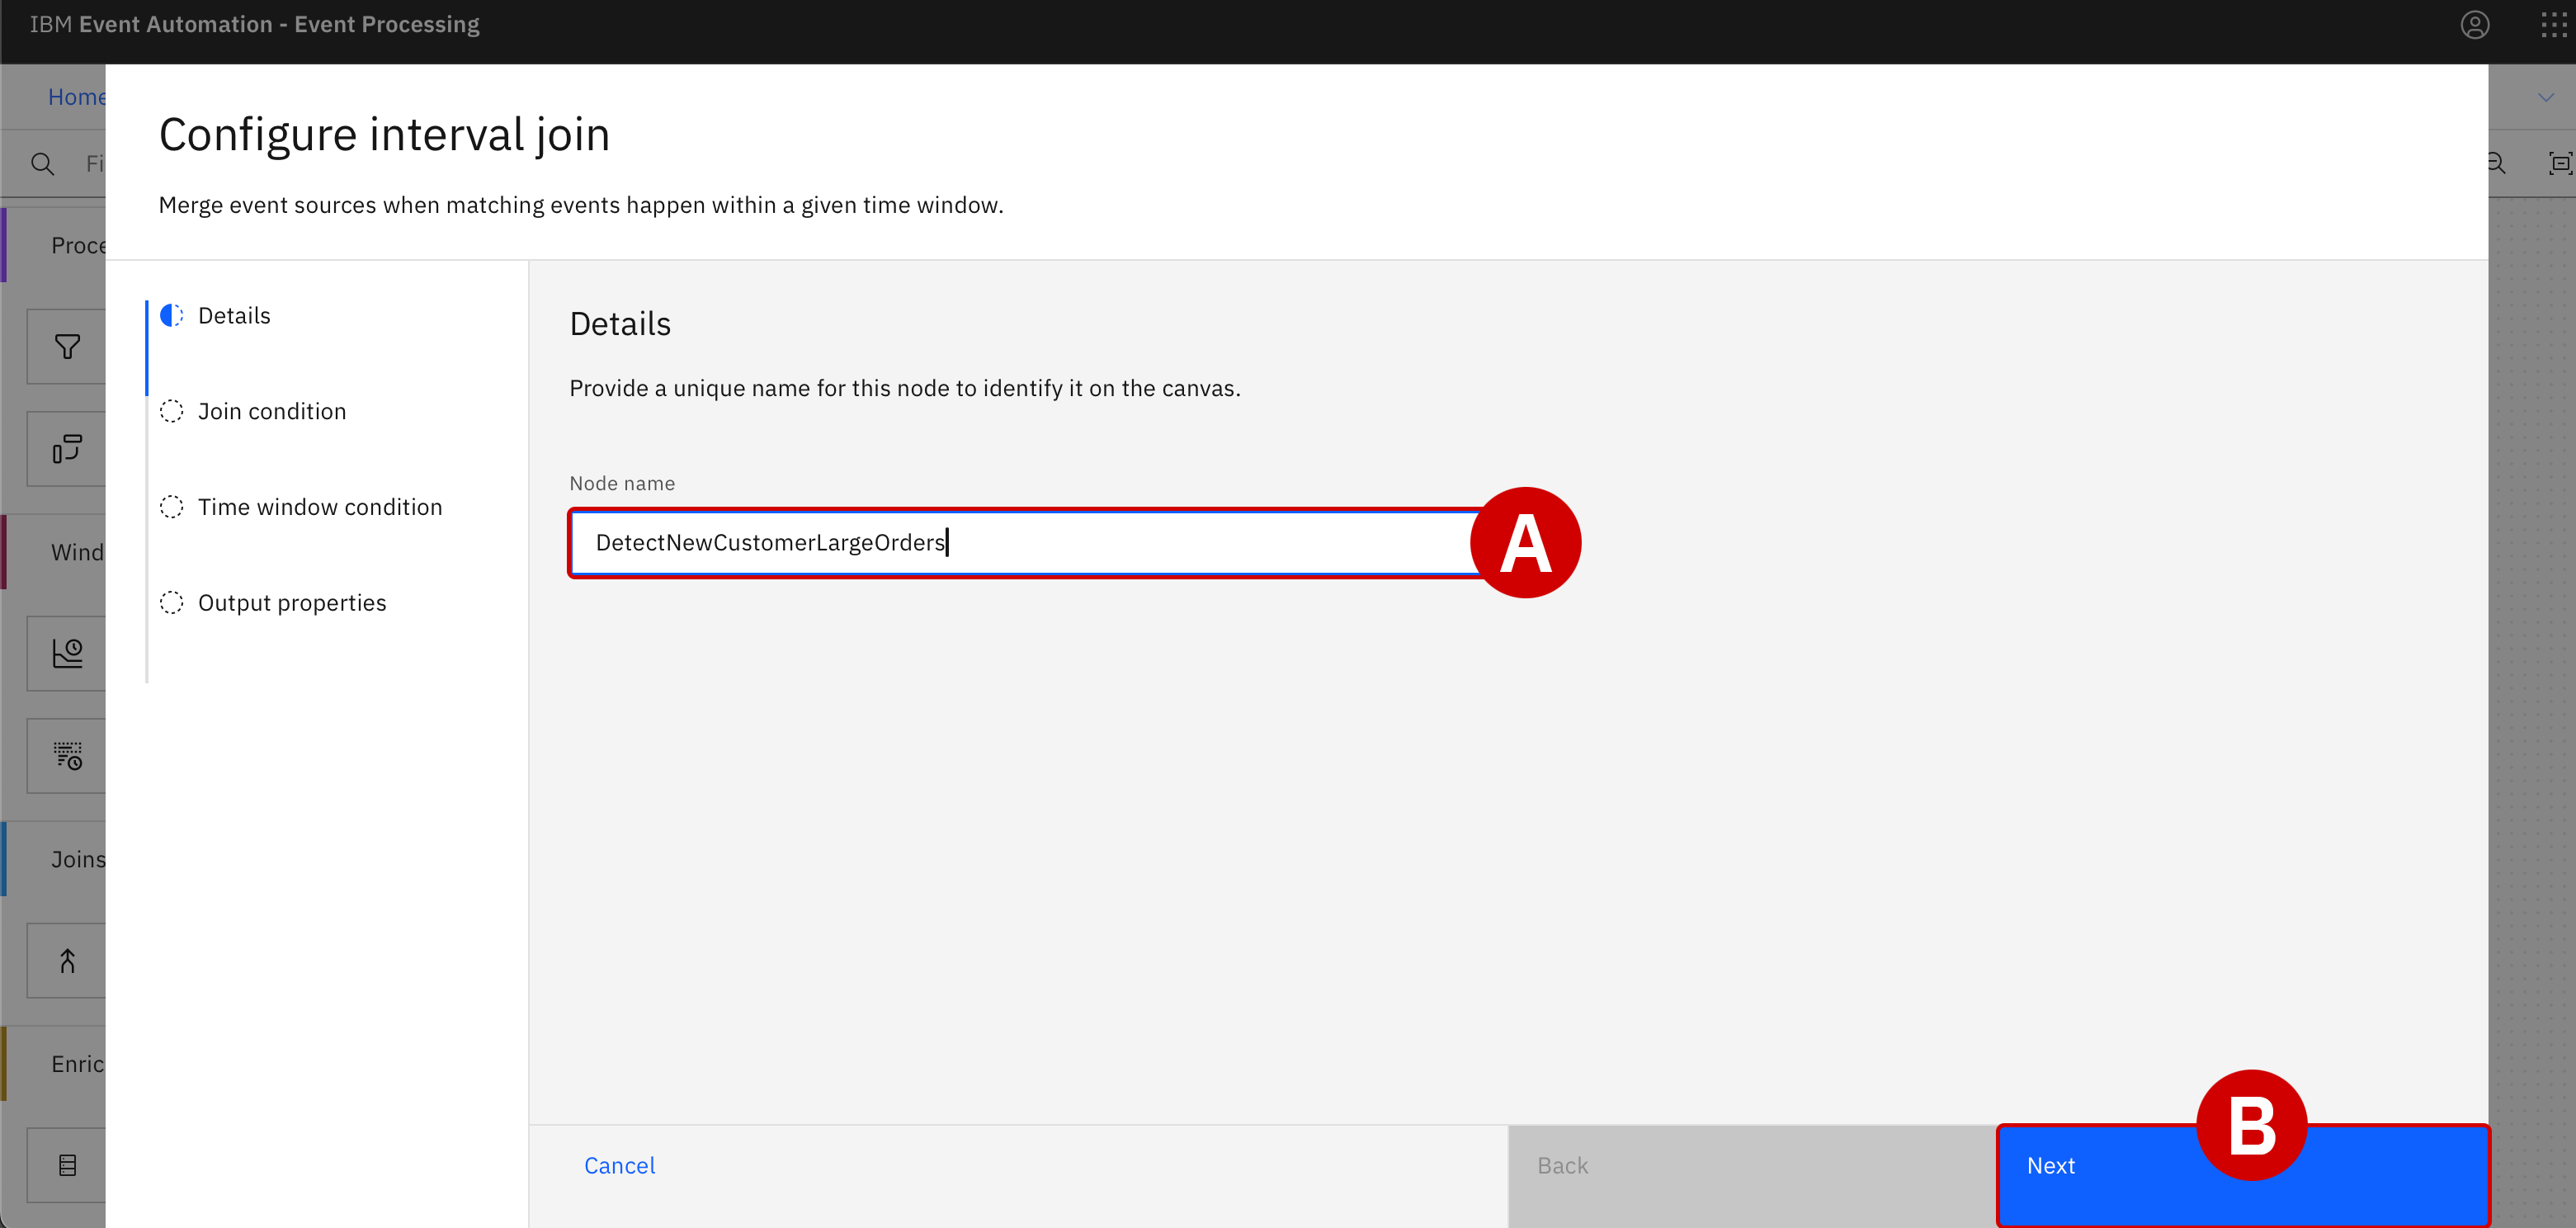 IBM Event Automation - Event Processing
Home
Configure interval join
Merge event sources when matching events happen within a given time window.
Fi
Proce
Wind
Joins
Enric
Details
Join condition
Time window condition
Output properties
Details
Provide a unique name for this node to identify it on the canvas.
Node name
DetectNewCustomerLargeOrders
A
Cancel
Back
Next
B